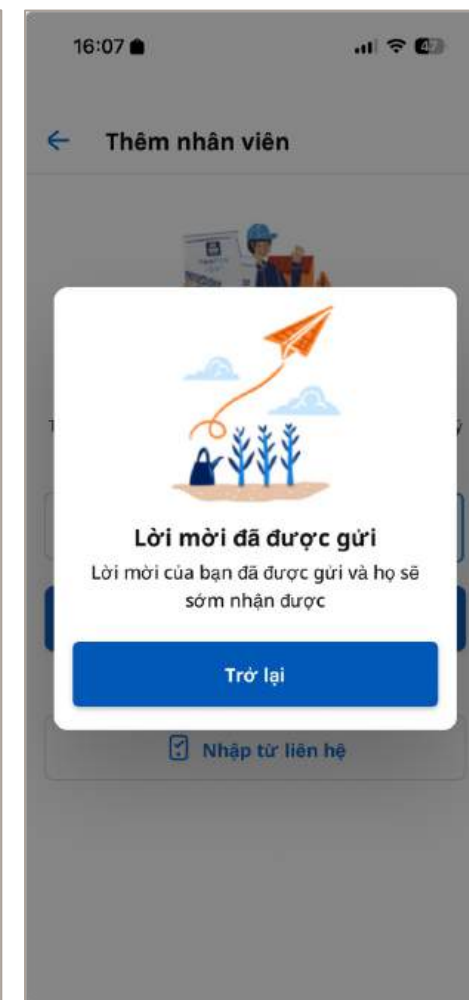 16:07
47
Thêm nhân viên
Lời mời đã được gửi
Lời mời của bạn đã được gửi và họ sẽ
sớm nhận được
Trở lại
Nhập từ liên hệ